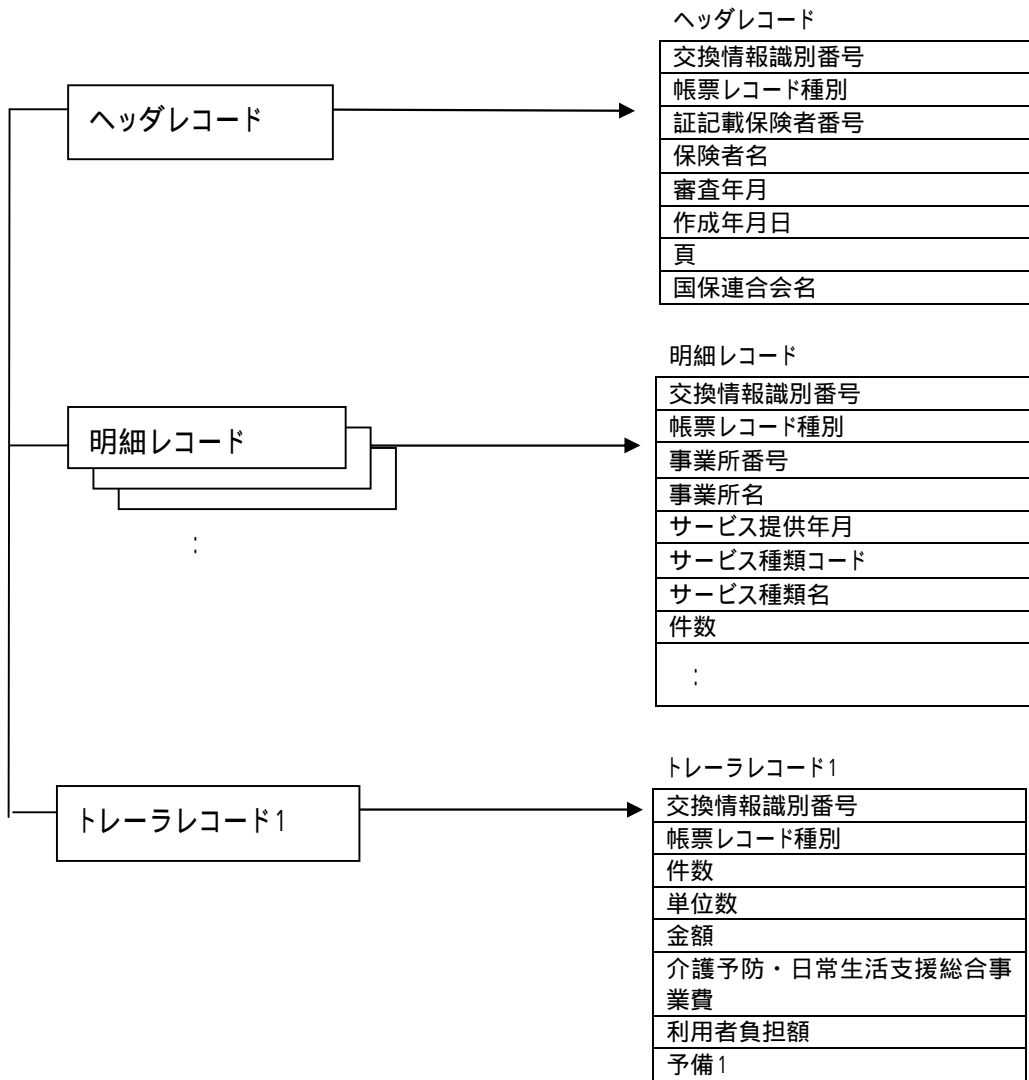 ヘッダレコード
ヘッダレコード
交換情報識別番号
帳票レコード種別
証記載保険者番号
保険者名
審査年月
作成年月日
頁
国保連合会名
明細レコード
:
明細レコード
交換情報識別番号
帳票レコード種別
事業所番号
事業所名
サービス提供年月
サービス種類コード
サービス種類名
件数
:
トレーラレコード1
トレーラレコード1
交換情報識別番号
帳票レコード種別
件数
単位数
金額
介護予防・日常生活支援総合事
業費
利用者負担額
予備1